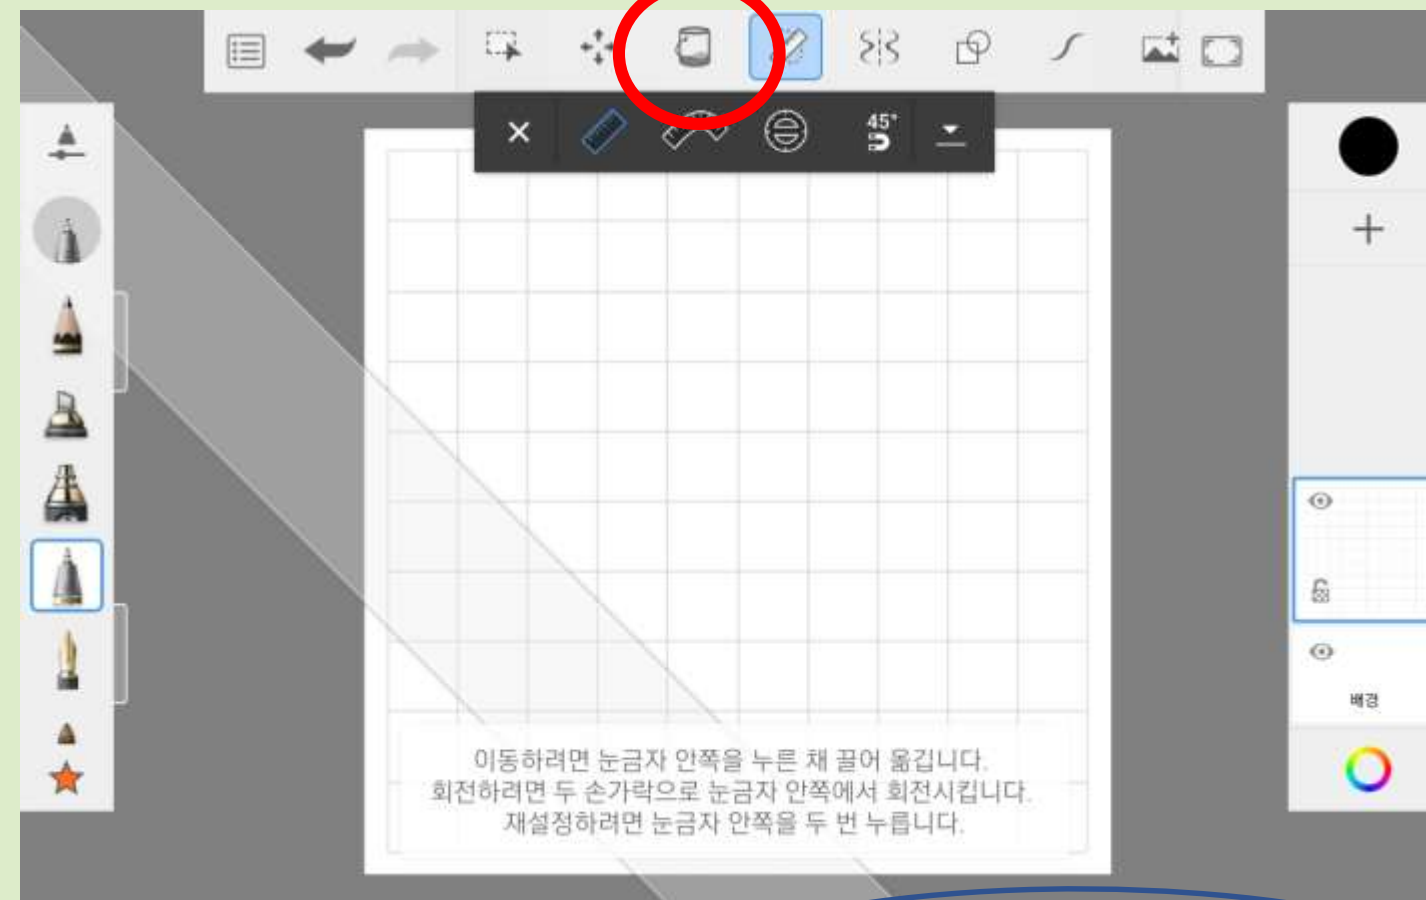 45°
배경
이동하려면 눈금자 안쪽을 누른 채 끌어 옮깁니다.
회전하려면 두 손가락으로 눈금자 안쪽에서 회전시킵니다.
재설정하려면 눈금자 안쪽을 두 번 누릅니다.